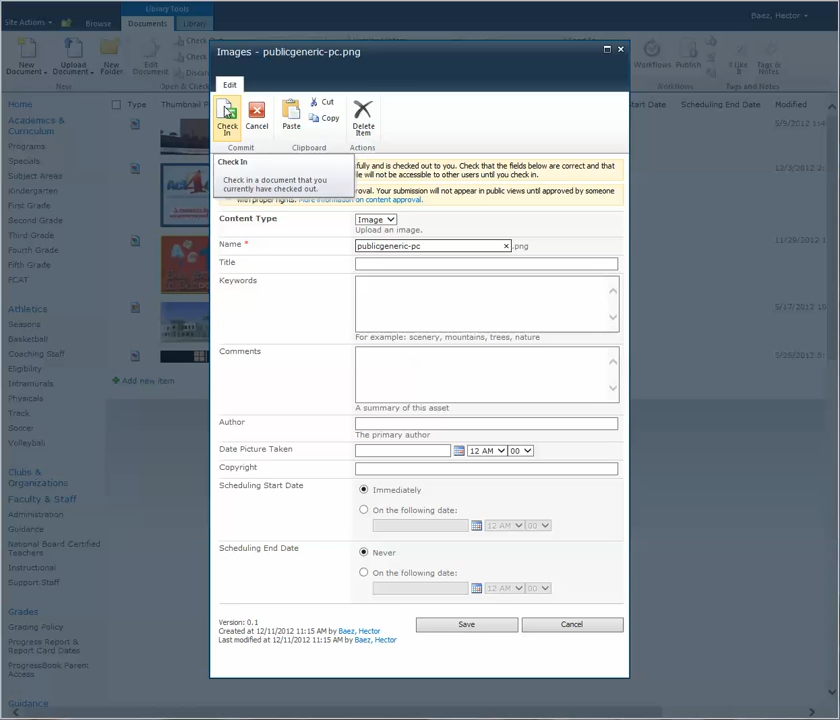 Library Tools
Site Actions
Browse
Documents
Library
Baez, Hector
New Document
Upload Document
New Folder
Edit Document
Check
Check
Discard
New
Open & Check
Workflows
Publish
I Like It
Tags & Notes
Workflows
Tags and Notes
Images - publicgeneric-pc.png
Edit
Check In
Cancel
Paste
Cut
Copy
Delete Item
Commit
Clipboard
Actions
Check In
Check in a document that you currently have checked out.
fully and is checked out to you. Check that the fields below are correct and that
file will not be accessible to other users until you check in.
roval. Your submission will not appear in public views until approved by someone
with proper rights. More information on content approval.
Content Type
Image
Upload an image.
Name *
publicgeneric-pc
.png
Title
Keywords
For example: scenery, mountains, trees, nature
Comments
A summary of this asset
Author
The primary author
Date Picture Taken
12 AM
00
Copyright
Scheduling Start Date
Immediately
On the following date:
12 AM
00
Scheduling End Date
Never
On the following date:
12 AM
00
Version: 0.1
Created at 12/11/2012 11:15 AM by Baez, Hector
Last modified at 12/11/2012 11:15 AM by Baez, Hector
Save
Cancel
Home
Academics & Curriculum
Programs
Specials
Subject Areas
Kindergarten
First Grade
Second Grade
Third Grade
Fourth Grade
Fifth Grade
FCAT
Athletics
Seasons
Basketball
Coaching Staff
Eligibility
Intramurals
Physicals
Track
Soccer
Volleyball
Clubs & Organizations
Faculty & Staff
Administration
Guidance
National Board Certified Teachers
Instructional
Support Staff
Grades
Grading Policy
Progress Report & Report Card Dates
ProgressBook Parent Access
Guidance
Type
Thumbnail P
Start Date
Scheduling End Date
Modified
Add new item